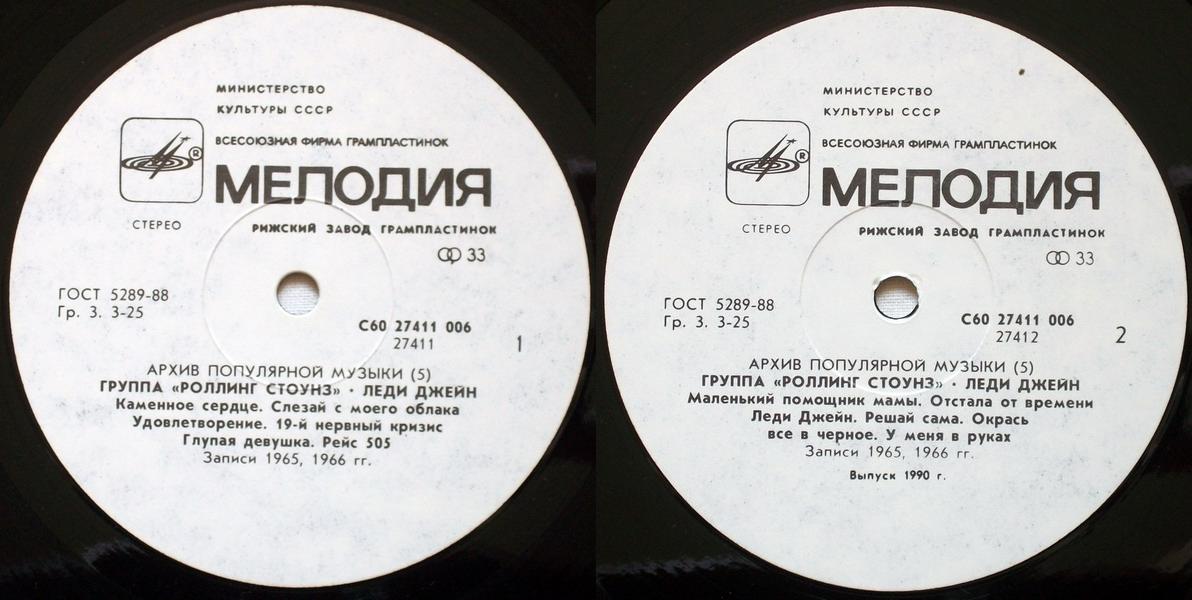 МИНИСТЕРСТВО
КУЛЬТУРЫ СССР
ВСЕСОЮЗНАЯ ФИРМА ГРАМПЛАСТИНОК
®
МЕЛОДИЯ
СТЕРЕО
РИЖСКИЙ ЗАВОД ГРАМПЛАСТИНОК
33
ГОСТ 5289-88
Гр. 3. 3-25
С60 27411 006
27411
1
АРХИВ ПОПУЛЯРНОЙ МУЗЫКИ (5)
ГРУППА «РОЛЛИНГ СТОУНЗ» · ЛЕДИ ДЖЕЙН
Каменное сердце. Слезай с моего облака
Удовлетворение. 19-й нервный кризис
Глупая девушка. Рейс 505
Записи 1965, 1966 гг.
МИНИСТЕРСТВО
КУЛЬТУРЫ СССР
ВСЕСОЮЗНАЯ ФИРМА ГРАМПЛАСТИНОК
®
МЕЛОДИЯ
СТЕРЕО
РИЖСКИЙ ЗАВОД ГРАМПЛАСТИНОК
33
ГОСТ 5289-88
Гр. 3. 3-25
С60 27411 006
27412
2
АРХИВ ПОПУЛЯРНОЙ МУЗЫКИ (5)
ГРУППА «РОЛЛИНГ СТОУНЗ» · ЛЕДИ ДЖЕЙН
Маленький помощник мамы. Отстала от времени
Леди Джейн. Решай сама. Окрась
все в черное. У меня в руках
Записи 1965, 1966 гг.
Выпуск 1990 г.